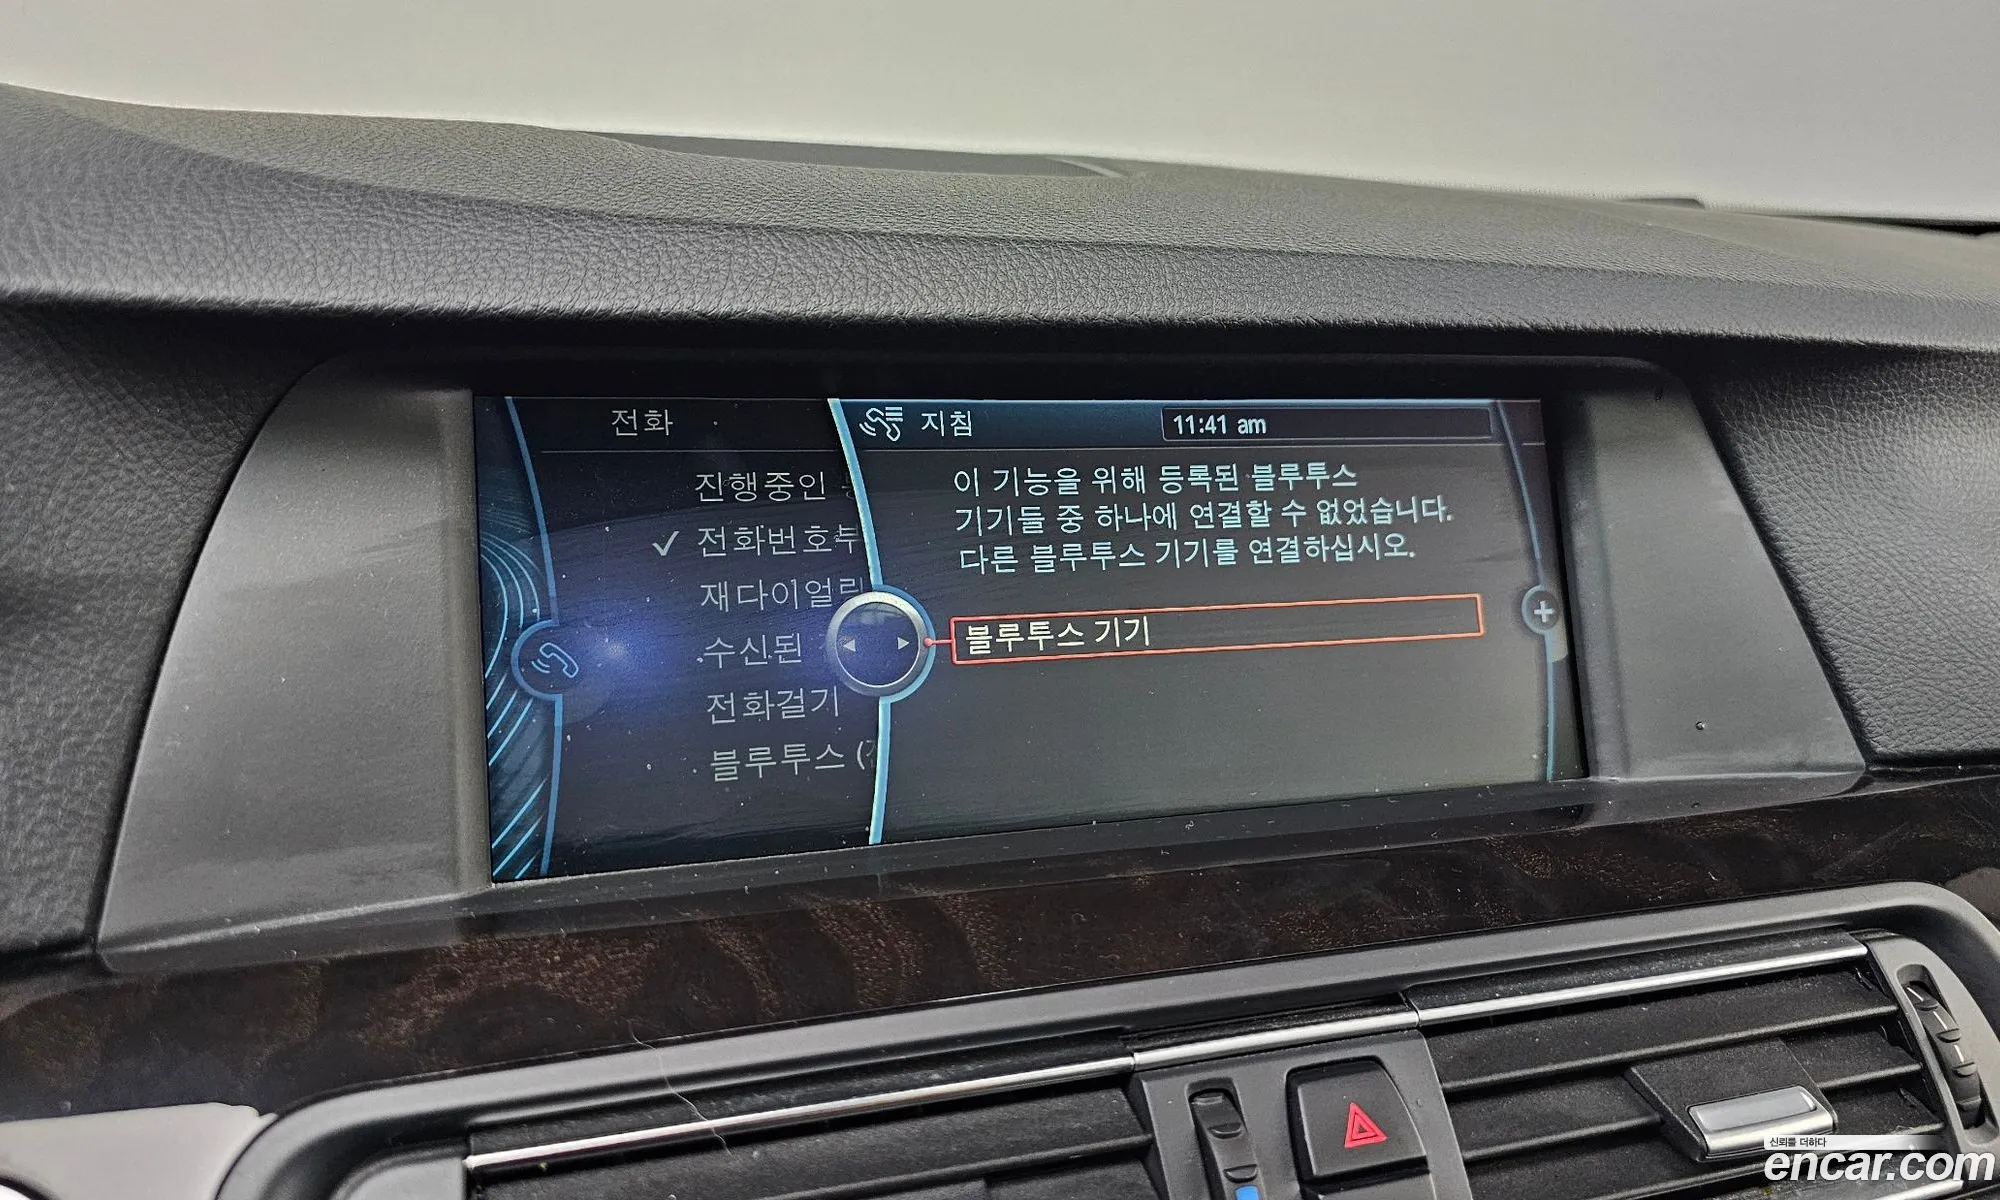 전화
진행중인
✓ 전화번호부
재다이얼링
수신된
전화걸기
블루투스 (
지침
11:41 am
이 기능을 위해 등록된 블루투스
기기들 중 하나에 연결할 수 없었습니다.
다른 블루투스 기기를 연결하십시오.
블루투스 기기
신뢰를 더하다
encar.com